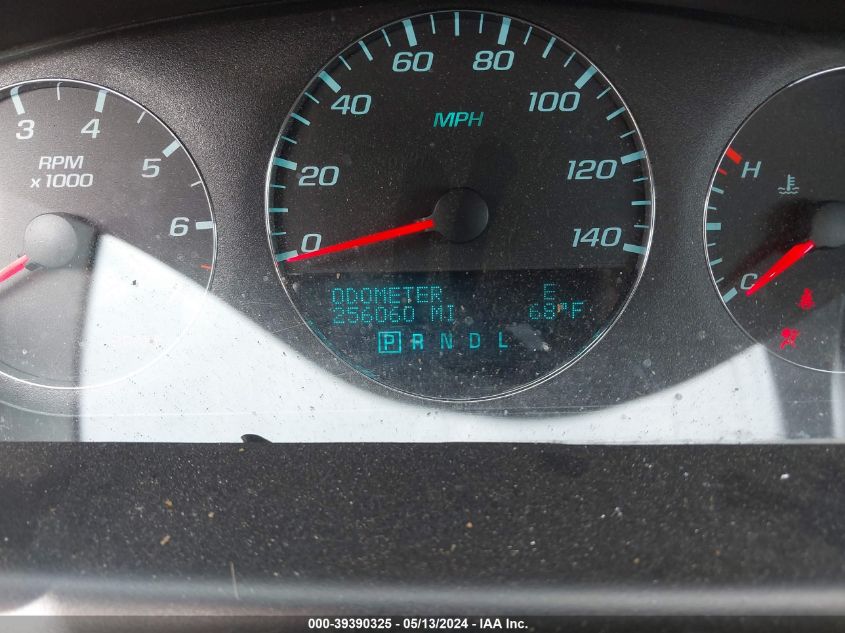 60 80
40 100
MPH
3 4
5
RPM
x1000
20 120
H
6
0 140
C
ODOMETER E
256060 MI 68°F
P R N D L
000-39390325 - 05/13/2024 - IAA Inc.